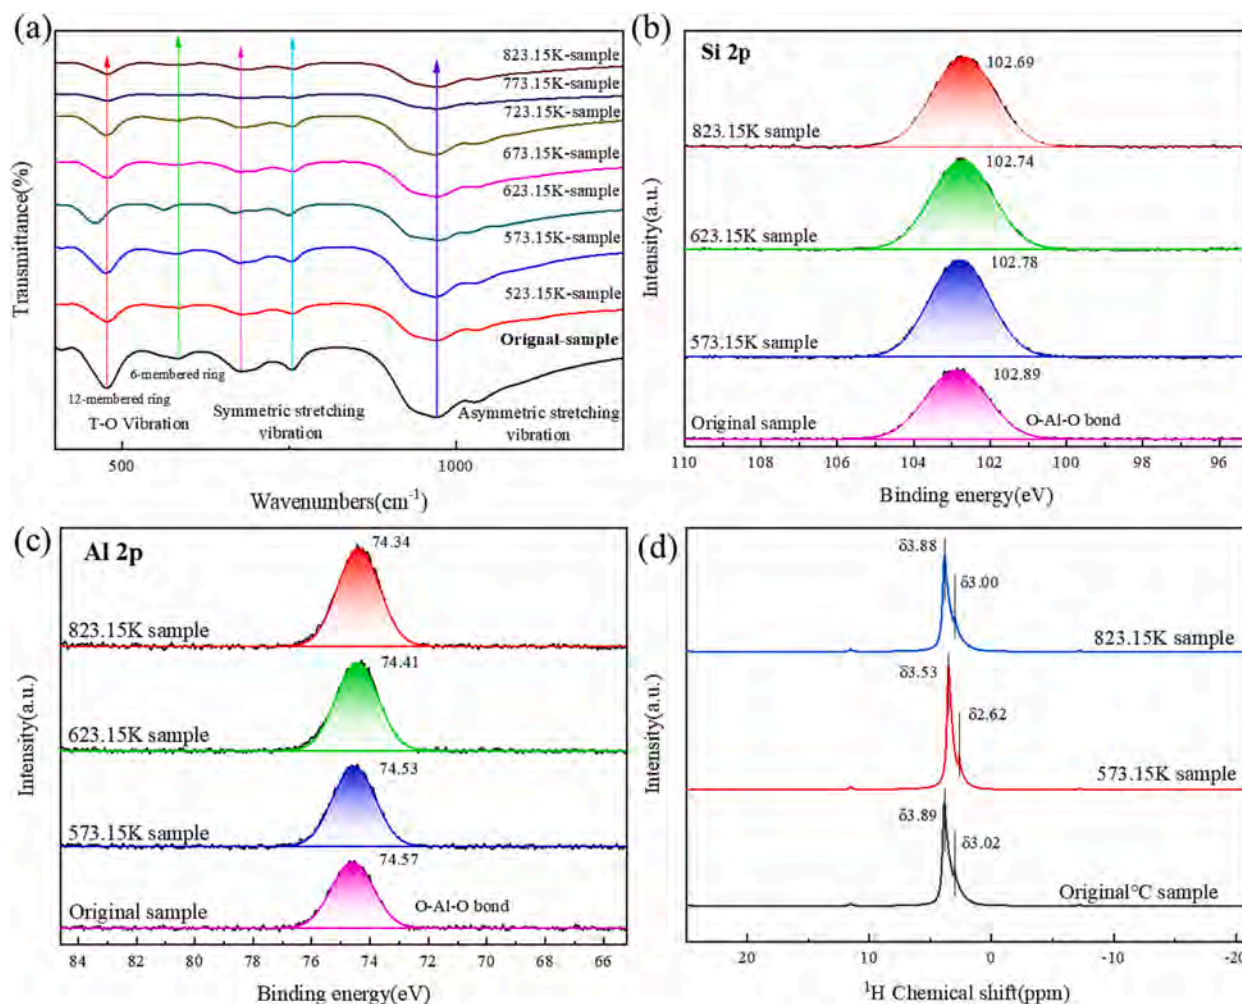 (a)
823.15K-sample
773.15K-sample
723.15K-sample
673.15K-sample
623.15K-sample
573.15K-sample
523.15K-sample
Orignal-sample
6-membered ring
12-membered ring
T-O Vibration
Symmetric stretching
vibration
Asymmetric stretching
vibration
500
1000
Transmittance(%)
Wavenumbers(cm⁻¹)
(b)
Si 2p
102.69
823.15K sample
102.74
623.15K sample
102.78
573.15K sample
102.89
Original sample
O-Al-O bond
110
108
106
104
102
100
98
96
Intensity(a.u.)
Binding energy(eV)
(c)
Al 2p
74.34
823.15K sample
74.41
623.15K sample
74.53
573.15K sample
74.57
Original sample
O-Al-O bond
84
82
80
78
76
74
72
70
68
66
Intensity(a.u.)
Binding energy(eV)
(d)
δ3.88
δ3.00
823.15K sample
δ3.53
δ2.62
573.15K sample
δ3.89
δ3.02
Original°C sample
20
10
0
-10
-20
Intensity(a.u.)
¹H Chemical shift(ppm)